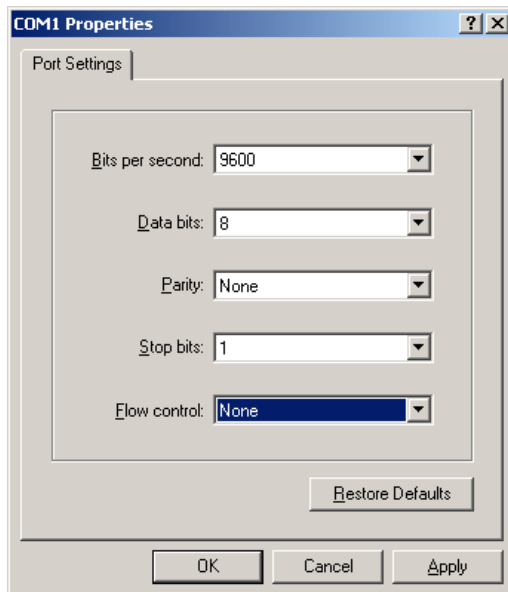 COM1 Properties
Port Settings
Bits per second: 9600
Data bits: 8
Parity: None
Stop bits: 1
Flow control: None
Restore Defaults
OK Cancel Apply